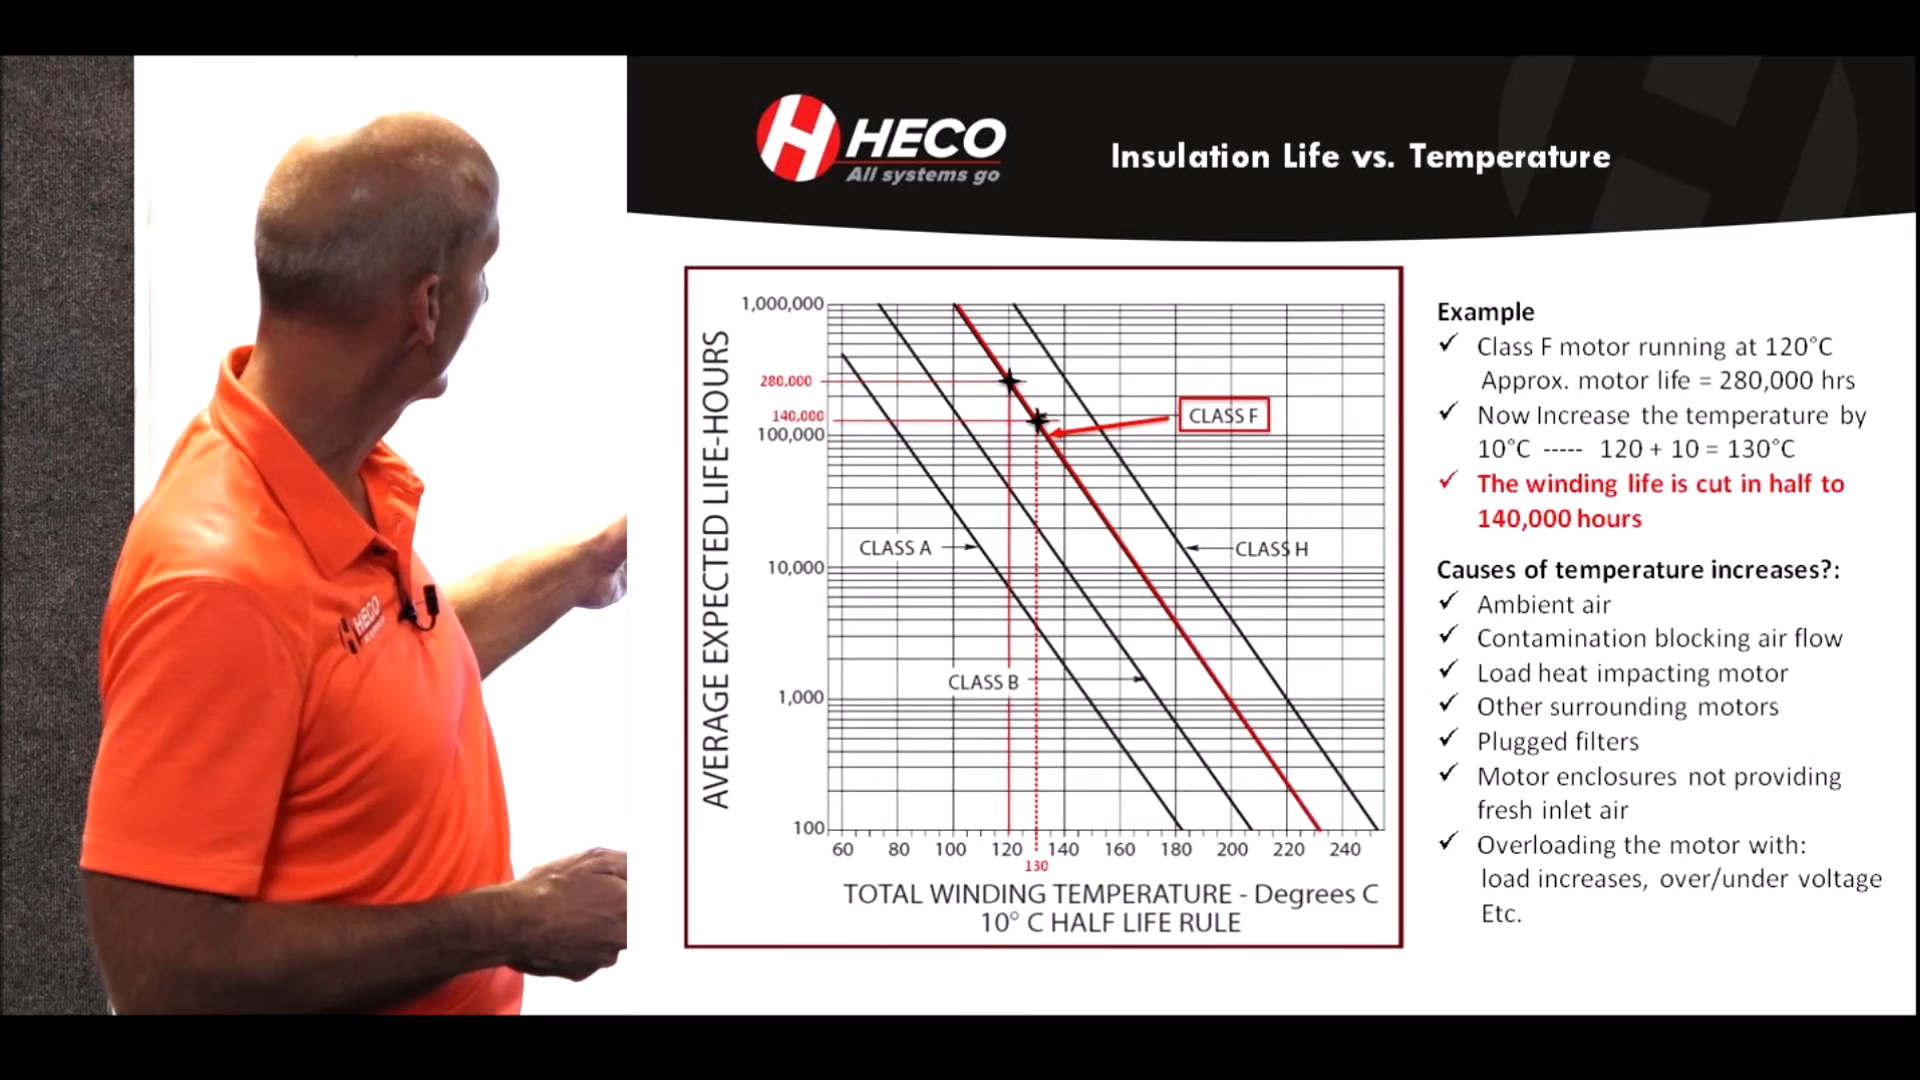 HECO
All systems go
Insulation Life vs. Temperature
HECO
AVERAGE EXPECTED LIFE-HOURS
1,000,000
280,000
140,000
100,000
10,000
1,000
100
CLASS F
CLASS A
CLASS H
CLASS B
60 80 100 120 140 160 180 200 220 240
130
TOTAL WINDING TEMPERATURE - Degrees C
10° C HALF LIFE RULE
Example
✓ Class F motor running at 120°C
Approx. motor life = 280,000 hrs
✓ Now Increase the temperature by
10°C ----- 120 + 10 = 130°C
✓ The winding life is cut in half to
140,000 hours
Causes of temperature increases?:
✓ Ambient air
✓ Contamination blocking air flow
✓ Load heat impacting motor
✓ Other surrounding motors
✓ Plugged filters
✓ Motor enclosures not providing
fresh inlet air
✓ Overloading the motor with:
load increases, over/under voltage
Etc.